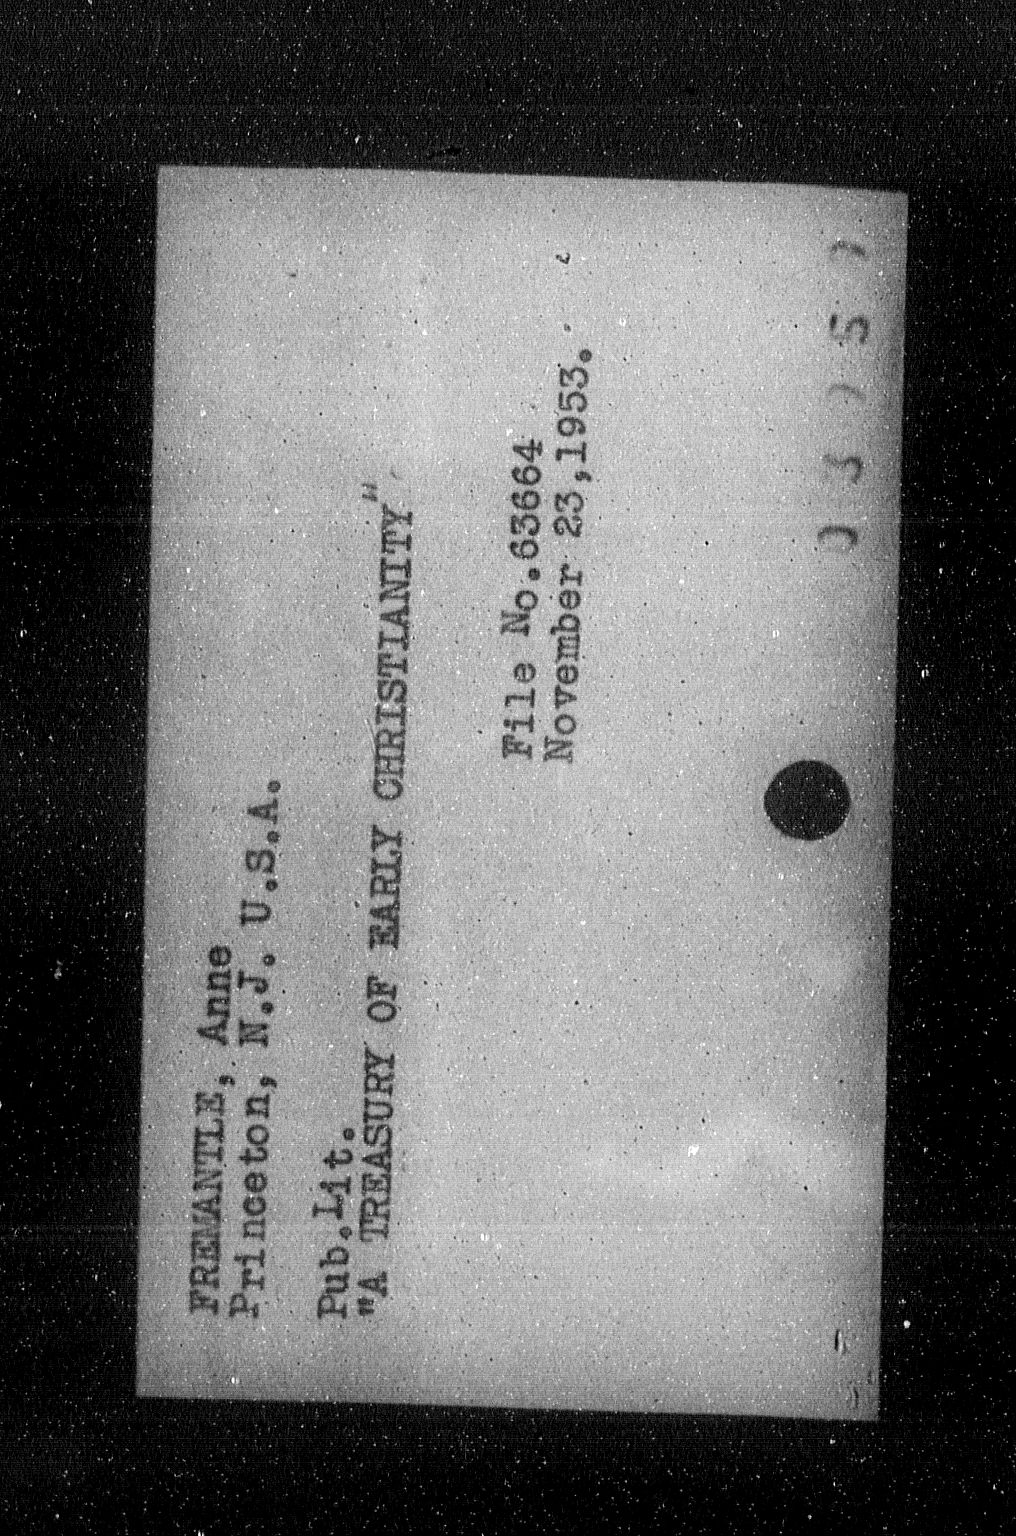 FREMANTLE, Anne
Princeton, N.J. U.S.A.
Pub.Lit.
"A TREASURY OF EARLY CHRISTIANITY"
File No.63664
November 23,1953.